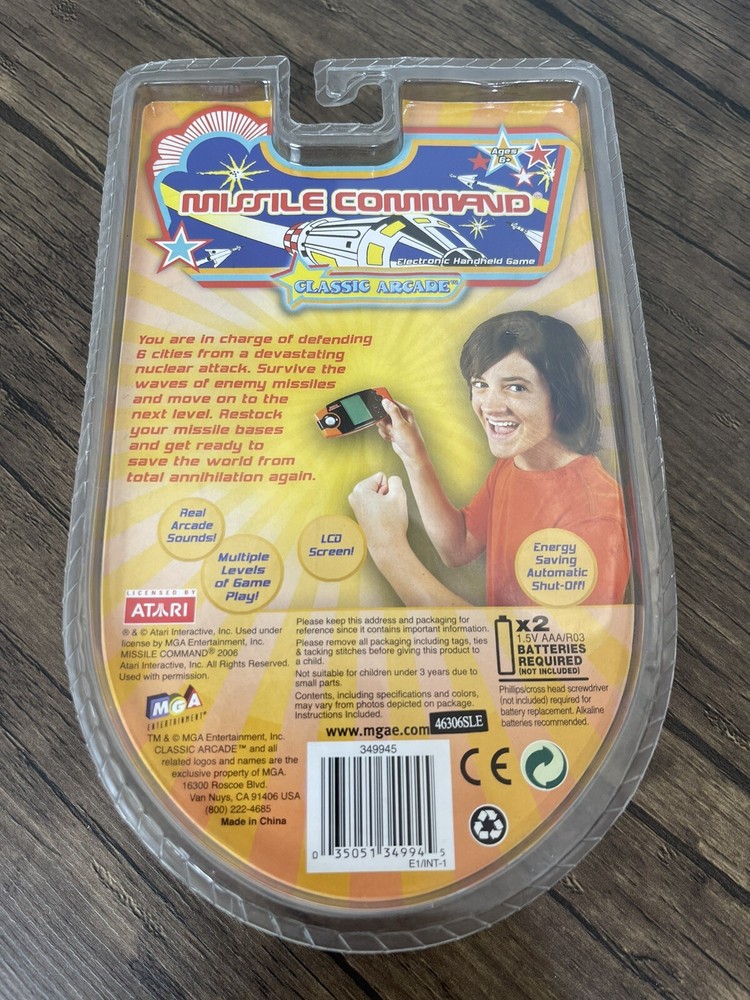 Ages
6+
MISSILE COMMAND
Electronic Handheld Game
CLASSIC ARCADE™
You are in charge of defending
6 cities from a devastating
nuclear attack. Survive the
waves of enemy missiles
and move on to the
next level. Restock
your missile bases
and get ready to
save the world from
total annihilation again.
Real
Arcade
Sounds!
Multiple
Levels
of Game
Play!
LCD
Screen!
Energy
Saving
Automatic
Shut-Off!
LICENSED BY
ATARI
® & © Atari Interactive, Inc. Used under
license by MGA Entertainment, Inc.
MISSILE COMMAND® 2006
Atari Interactive, Inc. All Rights Reserved.
Used with permission.
MGA
ENTERTAINMENT™
TM & © MGA Entertainment, Inc.
CLASSIC ARCADE™ and all
related logos and names are the
exclusive property of MGA.
16300 Roscoe Blvd.
Van Nuys, CA 91406 USA
(800) 222-4685
Made in China
Please keep this address and packaging for
reference since it contains important information.
Please remove all packaging including tags, ties
& tacking stitches before giving this product to
a child.
Not suitable for children under 3 years due to
small parts.
Contents, including specifications and colors,
may vary from photos depicted on package.
Instructions Included.
46306SLE
www.mgae.com
349945
0 35051 34994 5
E1/INT-1
x2
1.5V AAA/R03
BATTERIES
REQUIRED
(NOT INCLUDED)
Phillips/cross head screwdriver
(not included) required for
battery replacement. Alkaline
batteries recommended.
CE